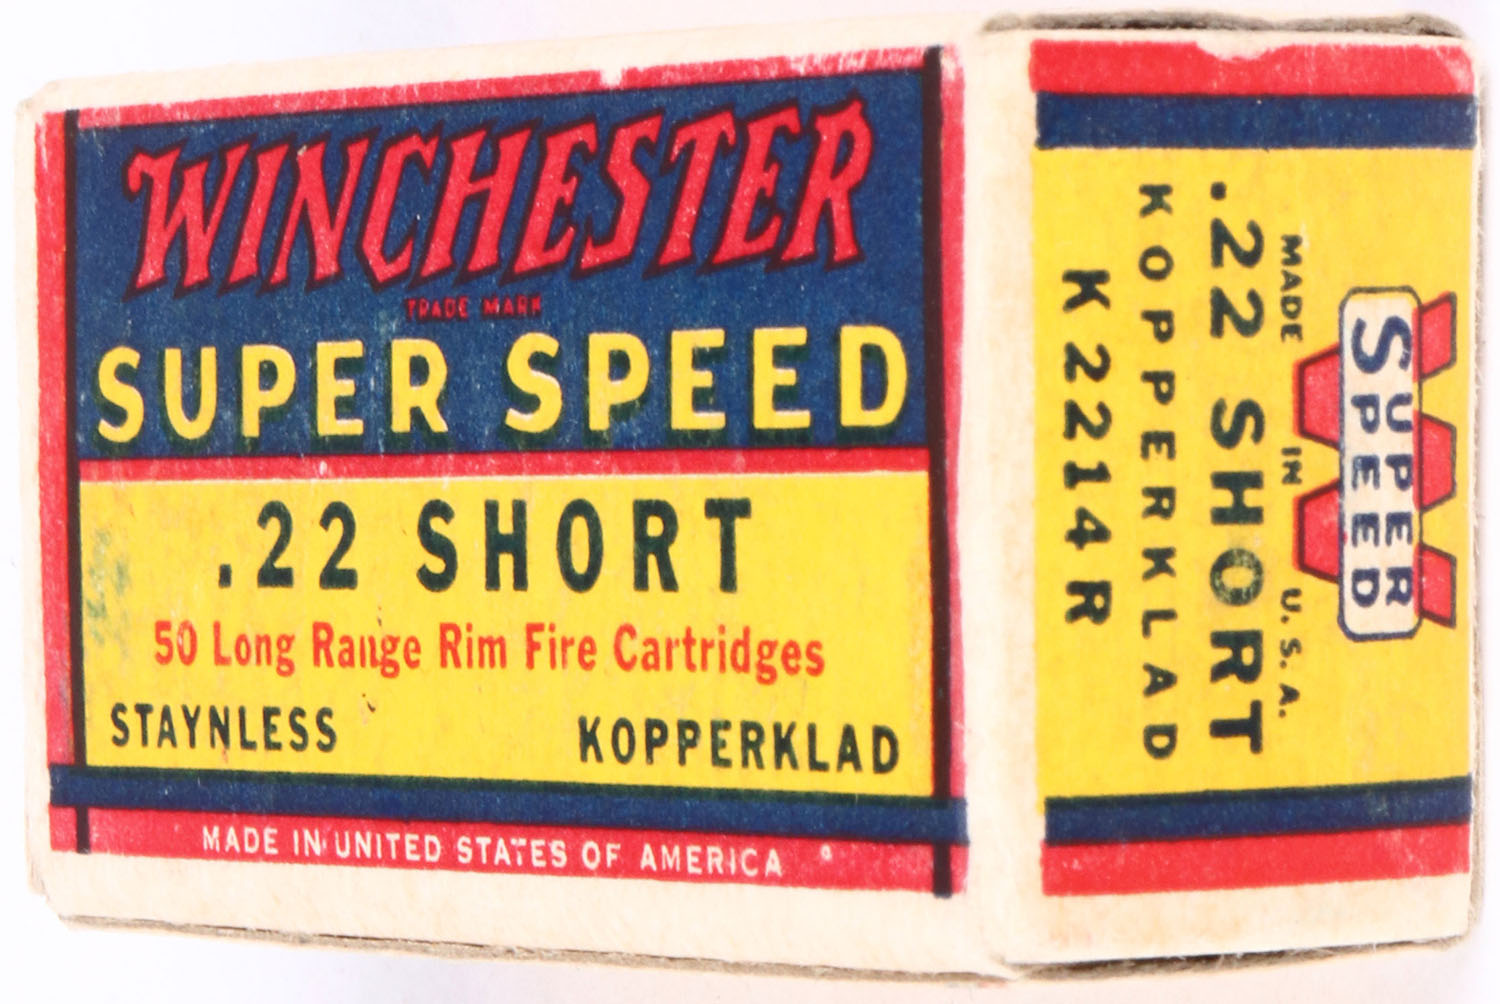 WINCHESTER
TRADE MARK
SUPER SPEED
.22 SHORT
50 Long Range Rim Fire Cartridges
STAYNLESS KOPPERKLAD
MADE IN UNITED STATES OF AMERICA
W
SUPER
SPEED
MADE IN U.S.A.
.22 SHORT
KOPPERKLAD
K2214R